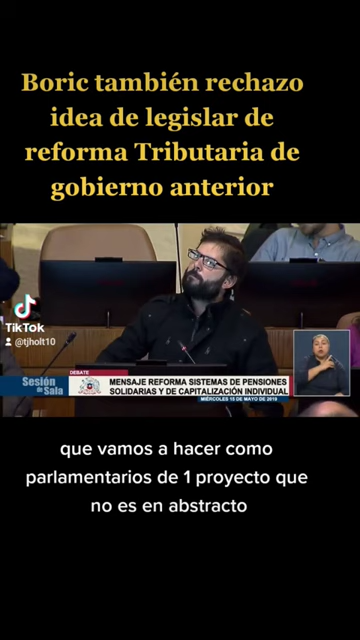 Boric también rechazo
idea de legislar de
reforma Tributaria de
gobierno anterior
TikTok
@tjholt10
DEBATE
Sesión
de Sala
MENSAJE REFORMA SISTEMAS DE PENSIONES
SOLIDARIAS Y DE CAPITALIZACIÓN INDIVIDUAL
MIÉRCOLES 15 DE MAYO DE 2019
que vamos a hacer como
parlamentarios de 1 proyecto que
no es en abstracto